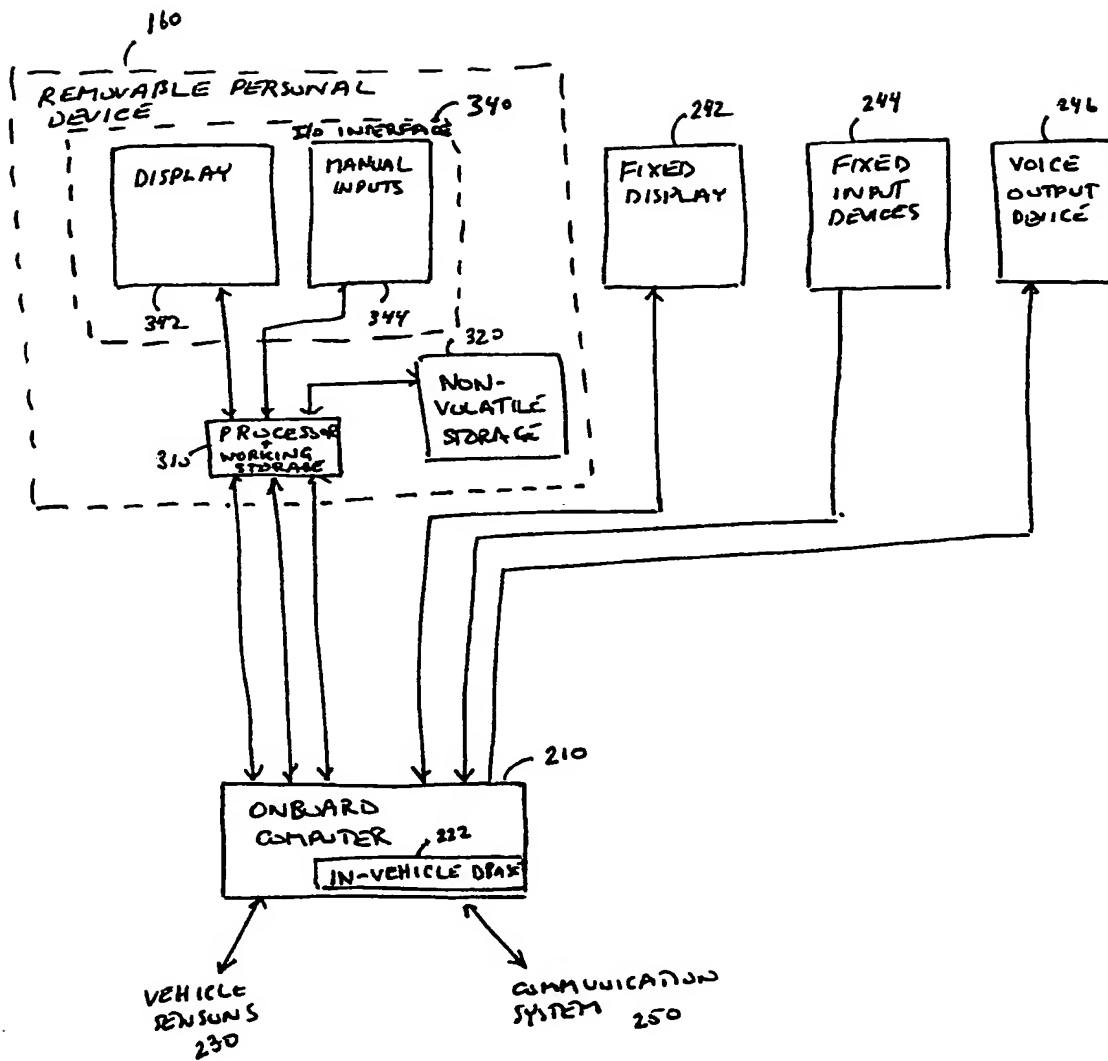 160
REMOVABLE PERSONAL
DEVICE
I/O INTERFACE
340
DISPLAY
MANUAL
INPUTS
342
344
320
NON-
VOLATILE
STORAGE
310
PROCESSOR
+
WORKING
STORAGE
242
FIXED
DISPLAY
244
FIXED
INPUT
DEVICES
246
VOICE
OUTPUT
DEVICE
210
ONBOARD
COMPUTER
222
IN-VEHICLE DBASE
VEHICLE
SENSORS
230
COMMUNICATION
SYSTEM
250